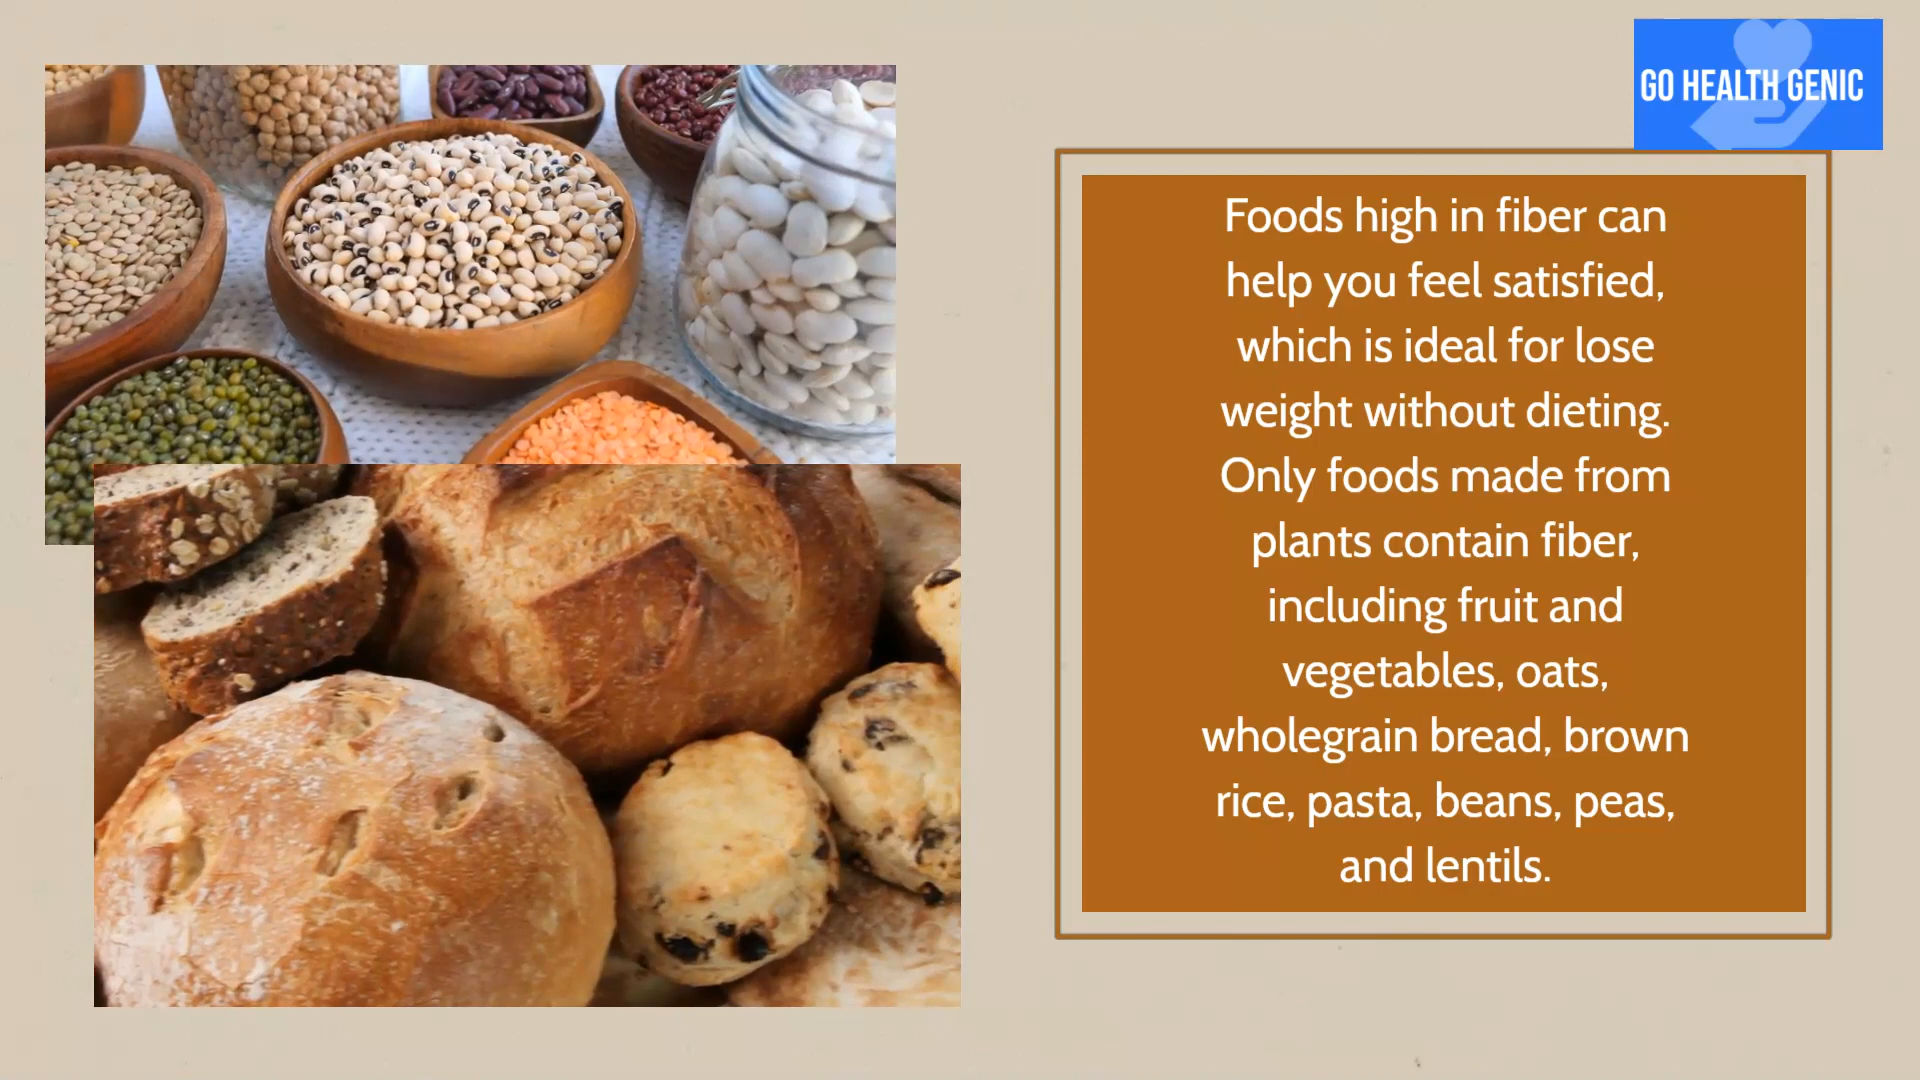 GO HEALTH GENIC
Foods high in fiber can
help you feel satisfied,
which is ideal for lose
weight without dieting.
Only foods made from
plants contain fiber,
including fruit and
vegetables, oats,
wholegrain bread, brown
rice, pasta, beans, peas,
and lentils.